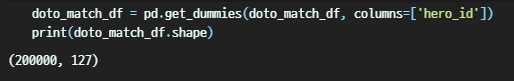 doto_match_df = pd.get_dummies(doto_match_df, columns=['hero_id'])
print(doto_match_df.shape)
(200000, 127)